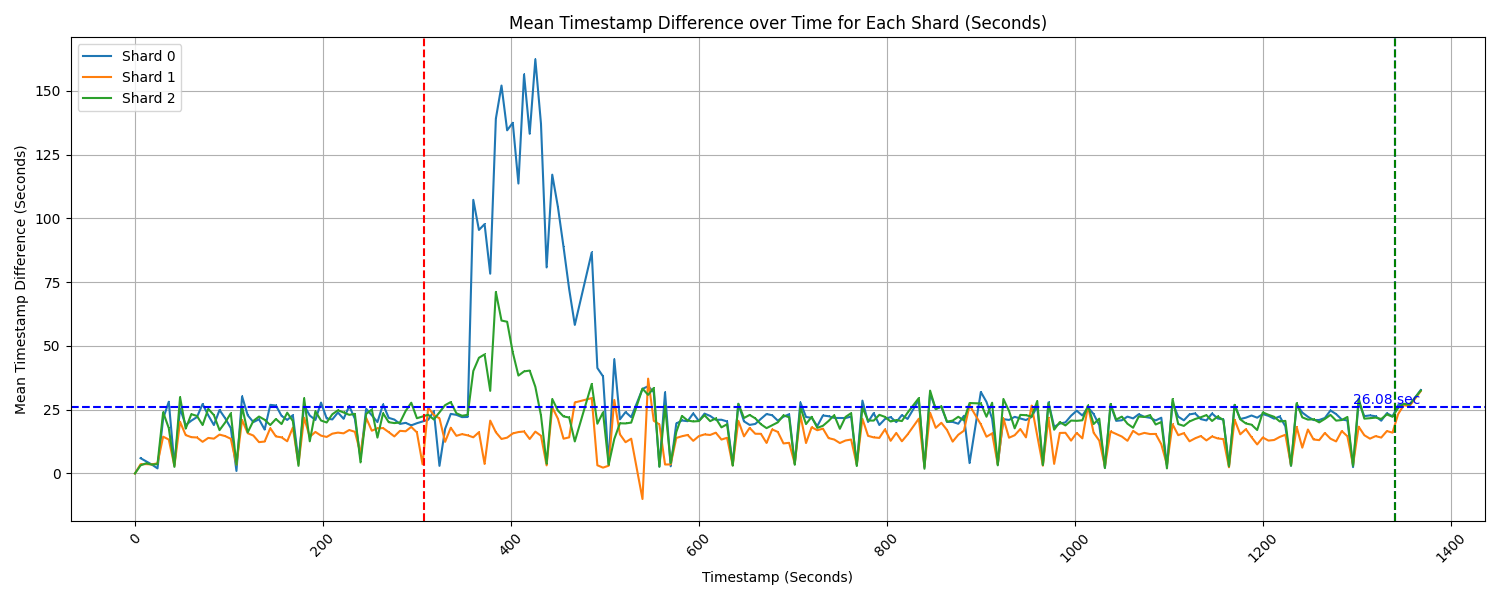 Mean Timestamp Difference over Time for Each Shard (Seconds)
Shard 0
Shard 1
Shard 2
Mean Timestamp Difference (Seconds)
150
125
100
75
50
25
0
26.08 sec
0
200
400
600
800
1000
1200
1400
Timestamp (Seconds)